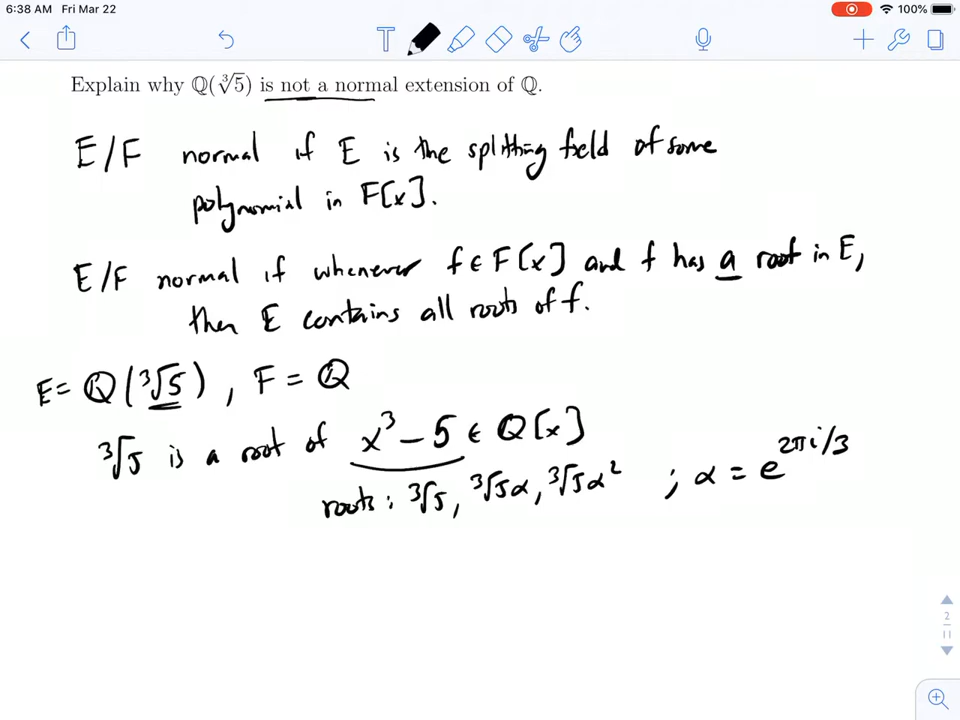 6:38 AM Fri Mar 22 100%
T
Explain why ℚ(∛5) is not a normal extension of ℚ.
E/F normal if E is the splitting field of some
polynomial in F[x].
E/F normal if whenever f ∈ F[x] and f has a root in E,
then E contains all roots of f.
E = ℚ(∛5), F = ℚ
∛5 is a root of x³ − 5 ∈ ℚ[x]
roots: ∛5, ∛5α, ∛5α² ; α = e^{2πi/3}
2
11